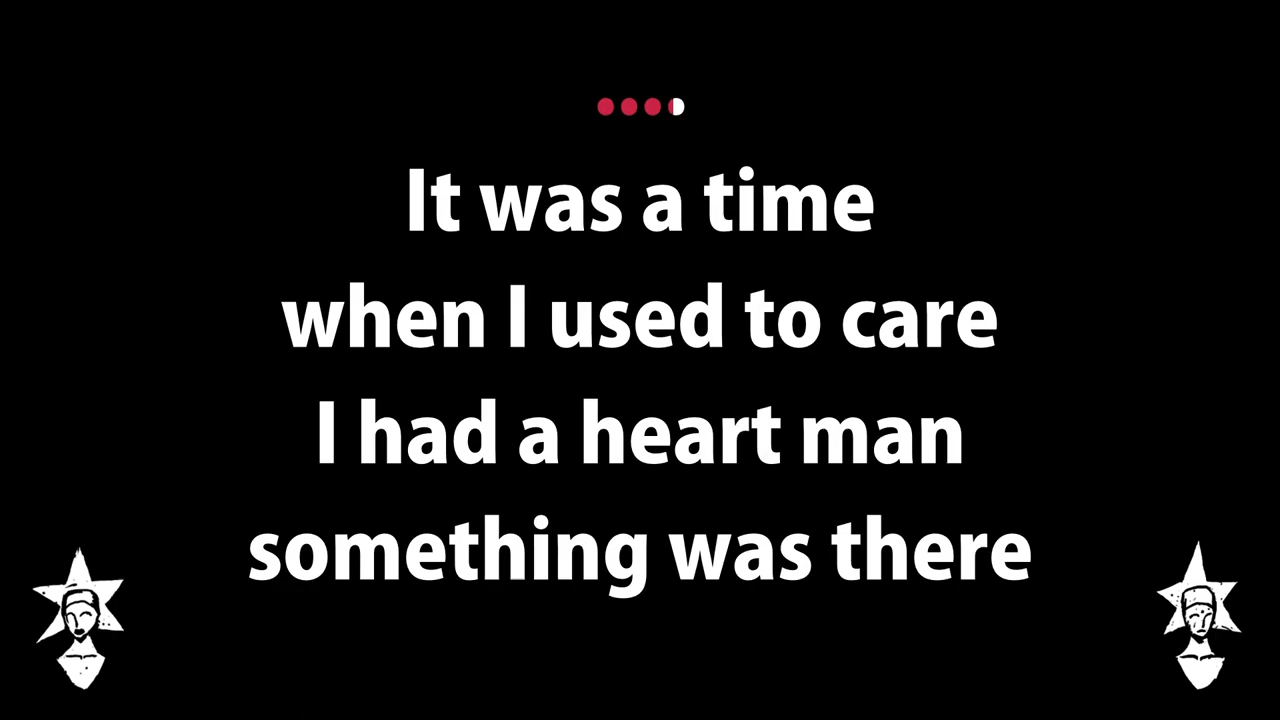 It was a time
when I used to care
I had a heart man
something was there